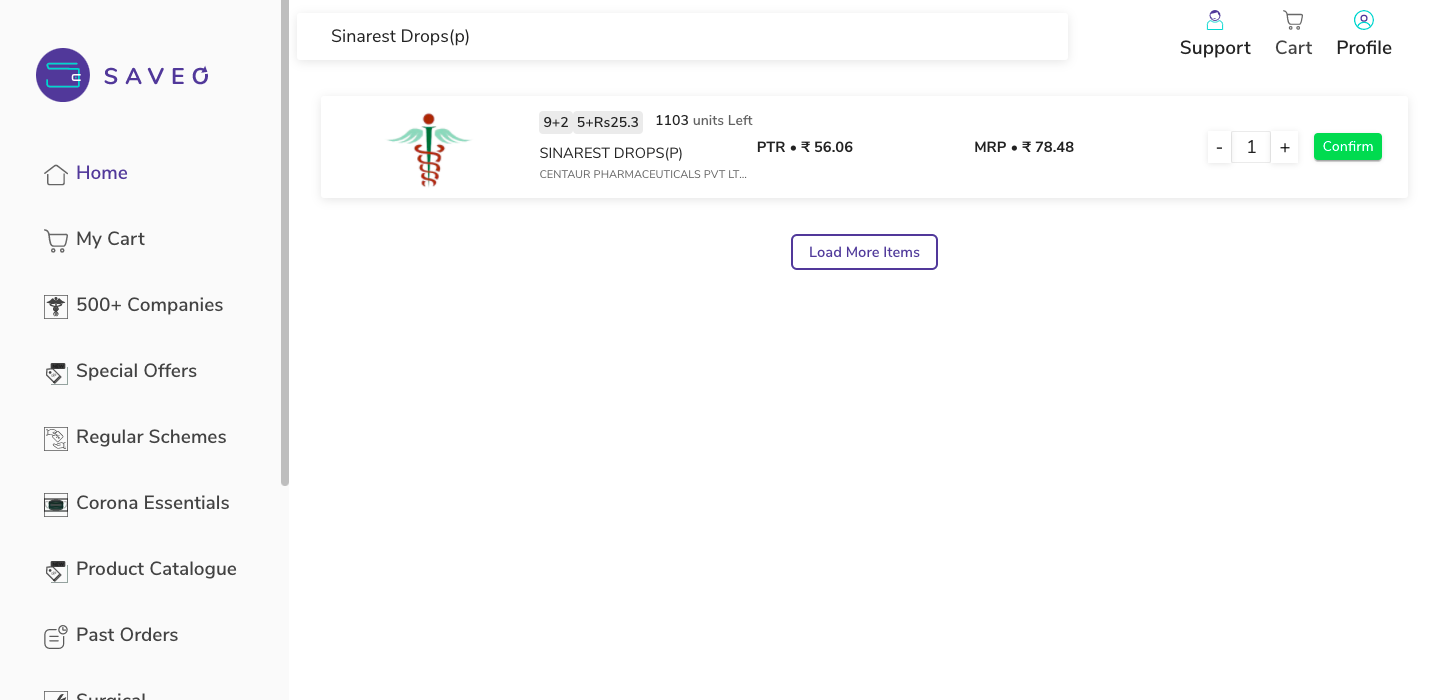 SAVEO
Home
My Cart
500+ Companies
Special Offers
Regular Schemes
Corona Essentials
Product Catalogue
Past Orders
Surgical
Sinarest Drops(p)
Support
Cart
Profile
9+2 5+Rs25.3 1103 units Left
SINAREST DROPS(P)
CENTAUR PHARMACEUTICALS PVT LT...
PTR • ₹ 56.06
MRP • ₹ 78.48
- 1 +
Confirm
Load More Items